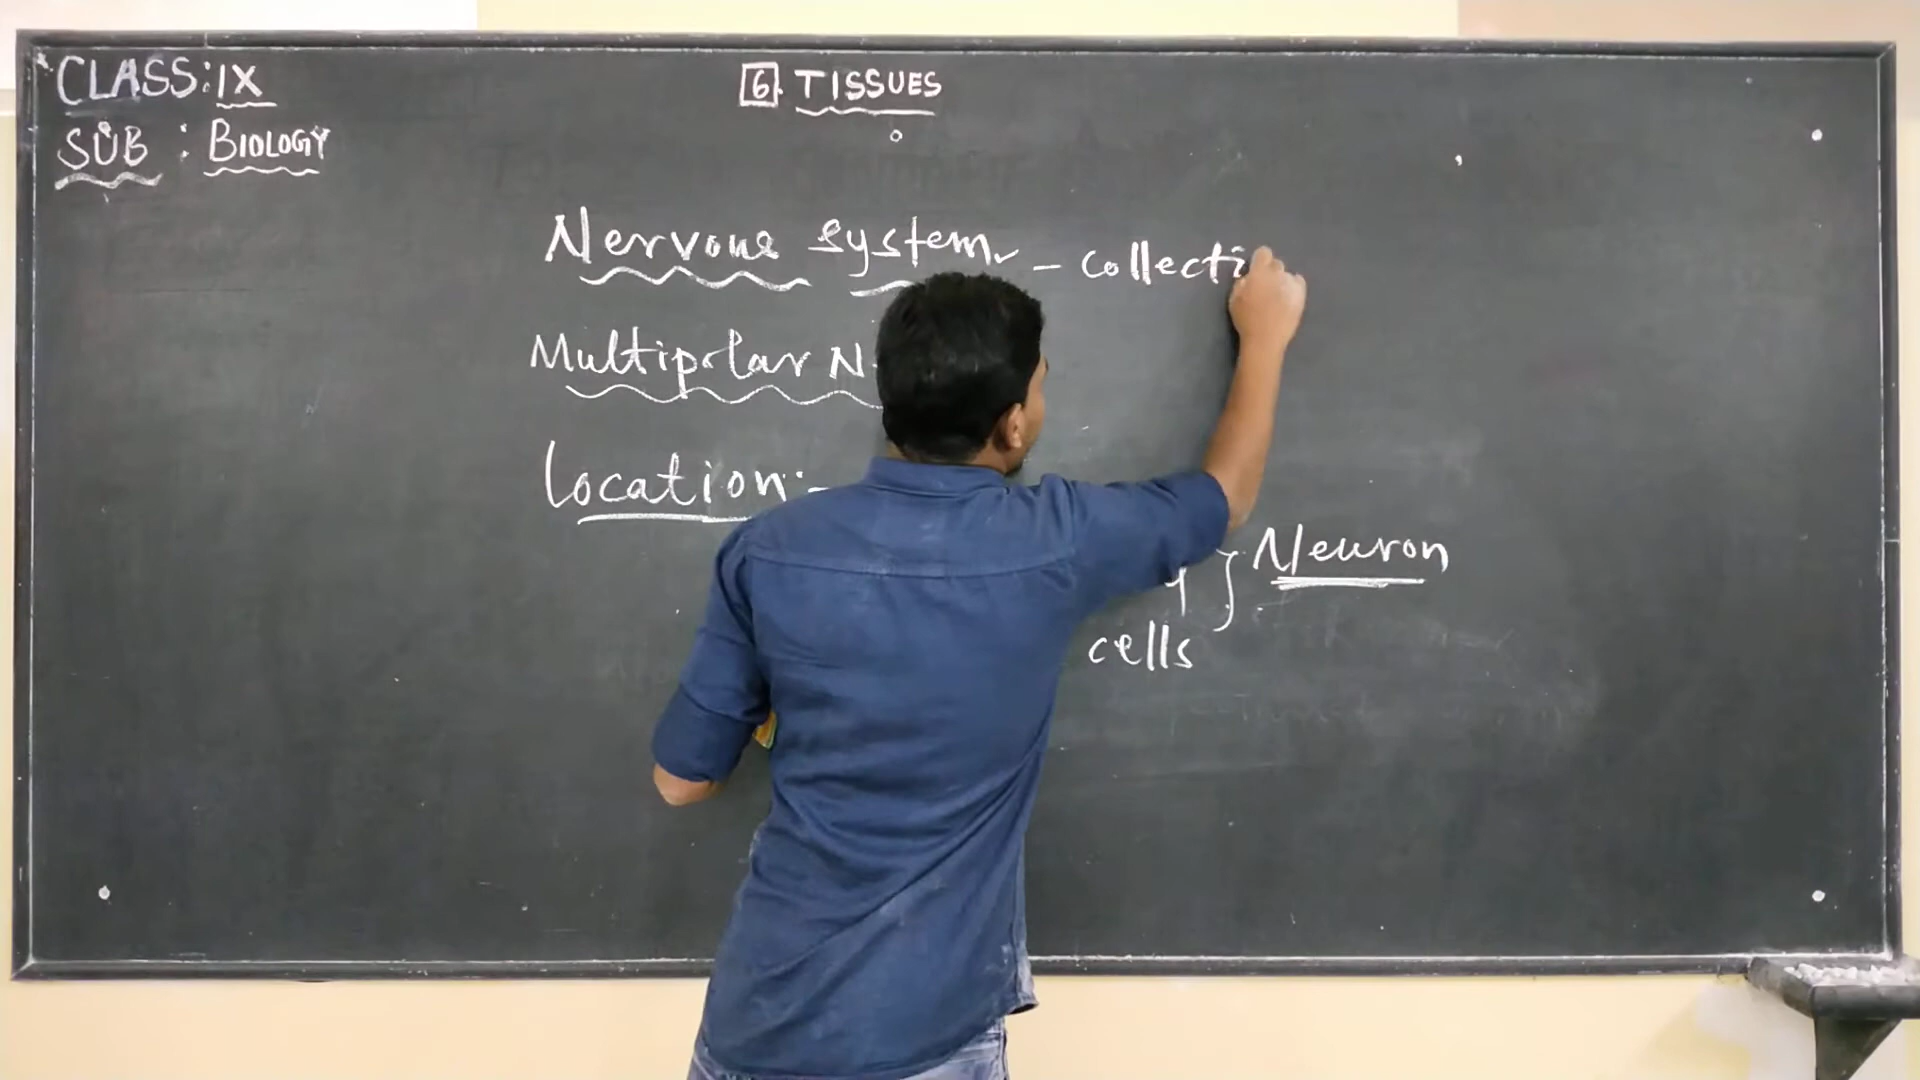 CLASS: IX
6. TISSUES
SUB : BIOLOGY
Nervous system - collecti
Multipolar N
Location:-
} Neuron
cells